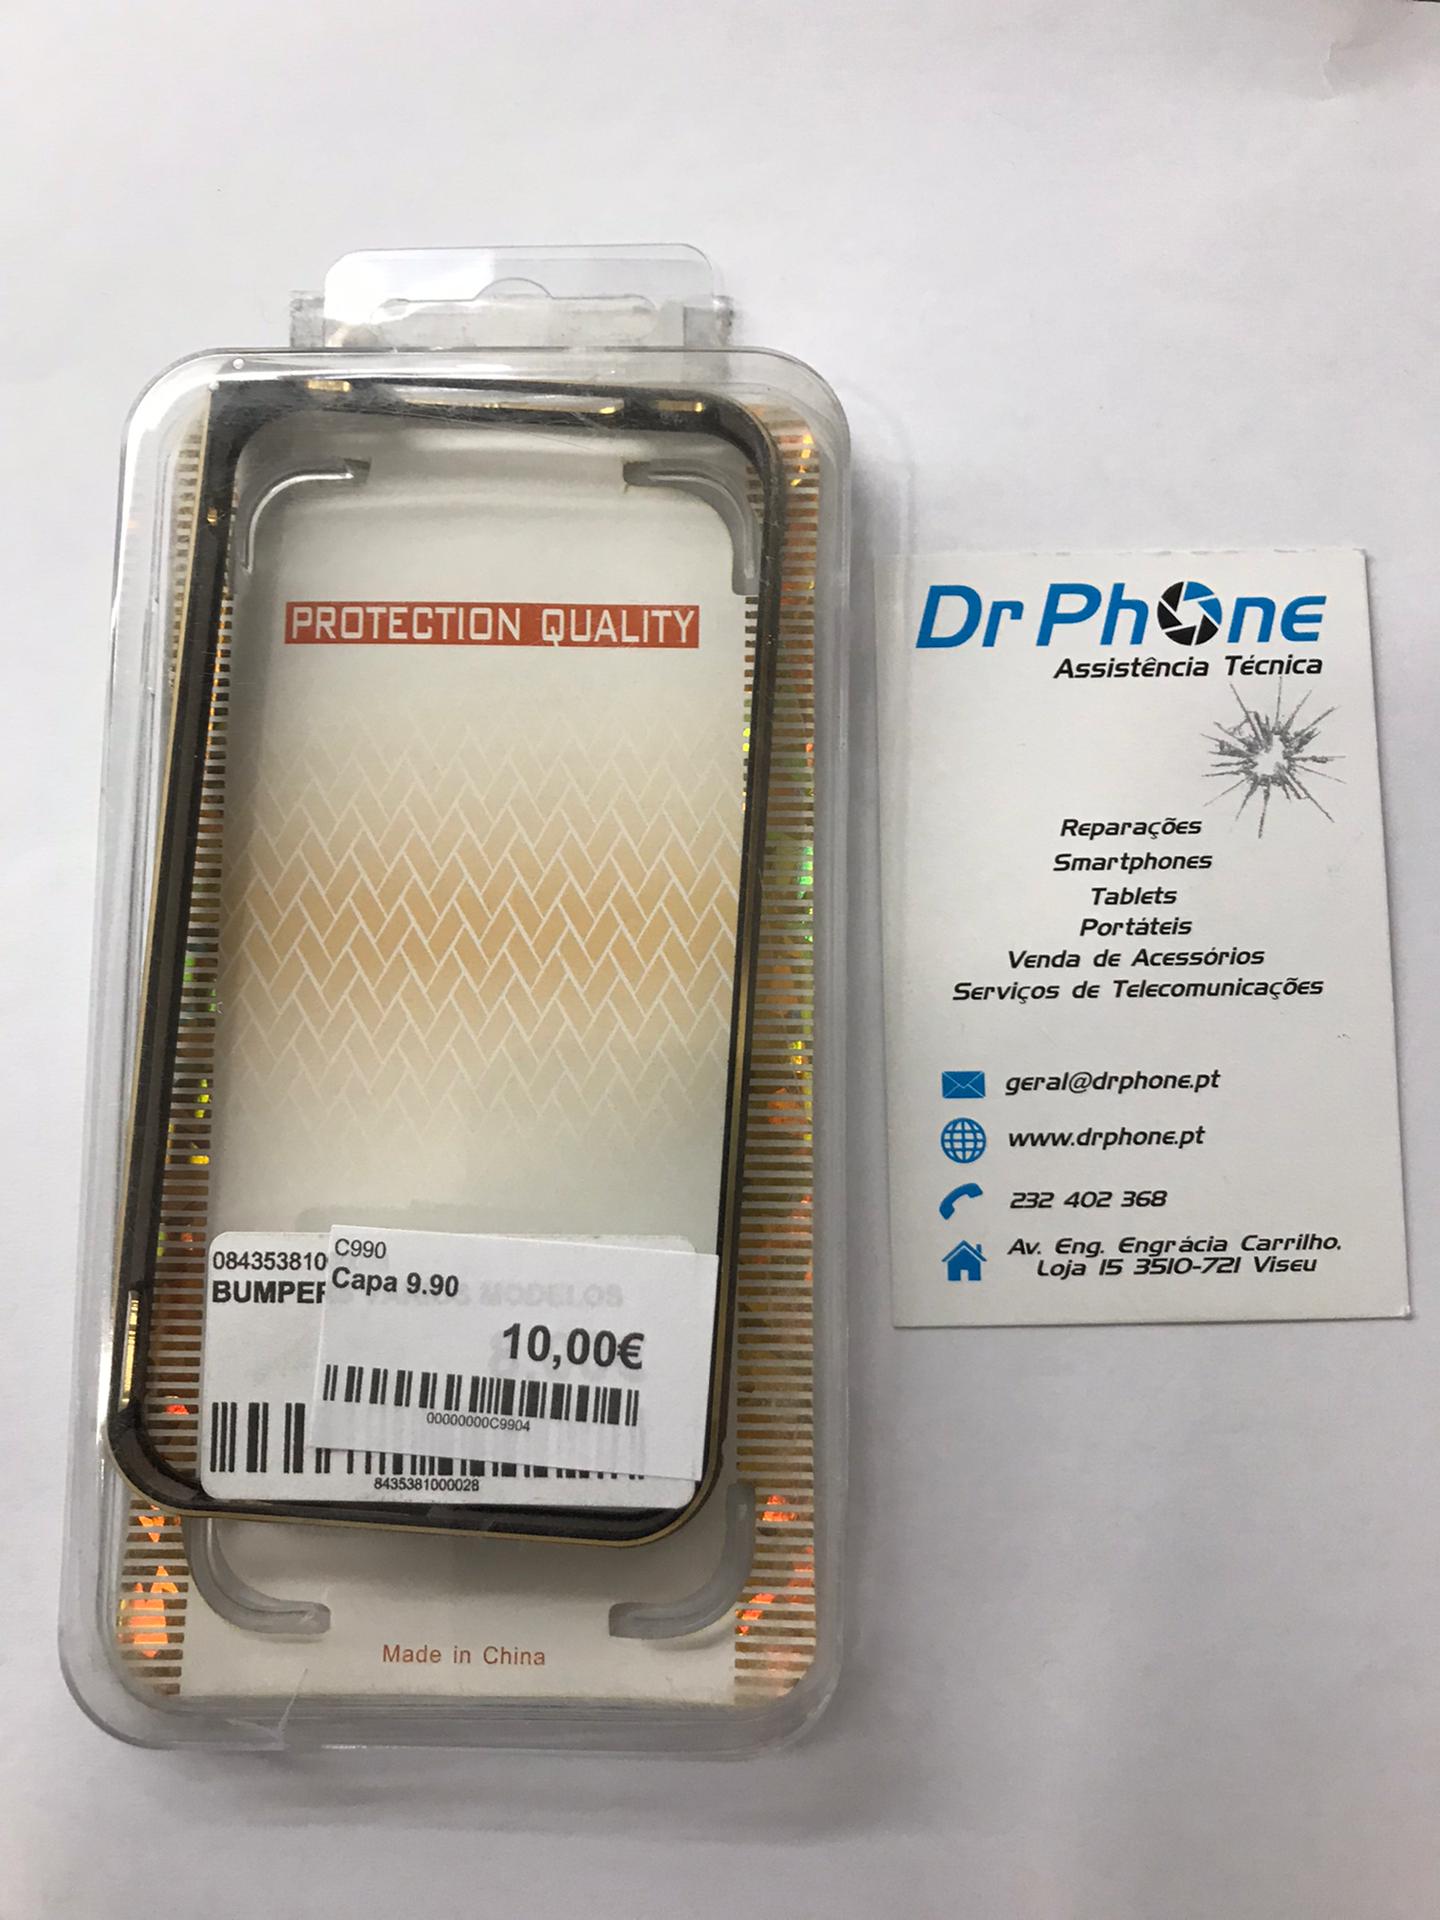 PROTECTION QUALITY
084353810
BUMPER
VARIOS MODELOS
C990
Capa 9.90
10,00€
00000000C9904
8435381000028
Made in China
Dr Phone
Assistência Técnica
Reparações
Smartphones
Tablets
Portáteis
Venda de Acessórios
Serviços de Telecomunicações
geral@drphone.pt
www.drphone.pt
232 402 368
Av. Eng. Engrácia Carrilho,
Loja 15 3510-721 Viseu